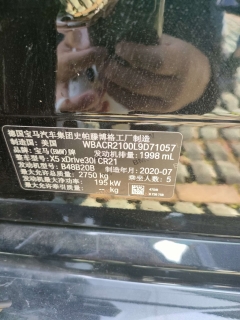 德国宝马汽车集团史帕滕博格工厂制造
制造国：美国 WBACR2100L9D71057
品牌：宝马(BMW)牌 发动机排量：1998 mL
整车型号：X5 xDrive30i CR21
发动机型号：B48B20B 制造年月：2020-07
最大允许总质量：2750 kg 乘坐人数：5
发动机最大净功率：195 kW